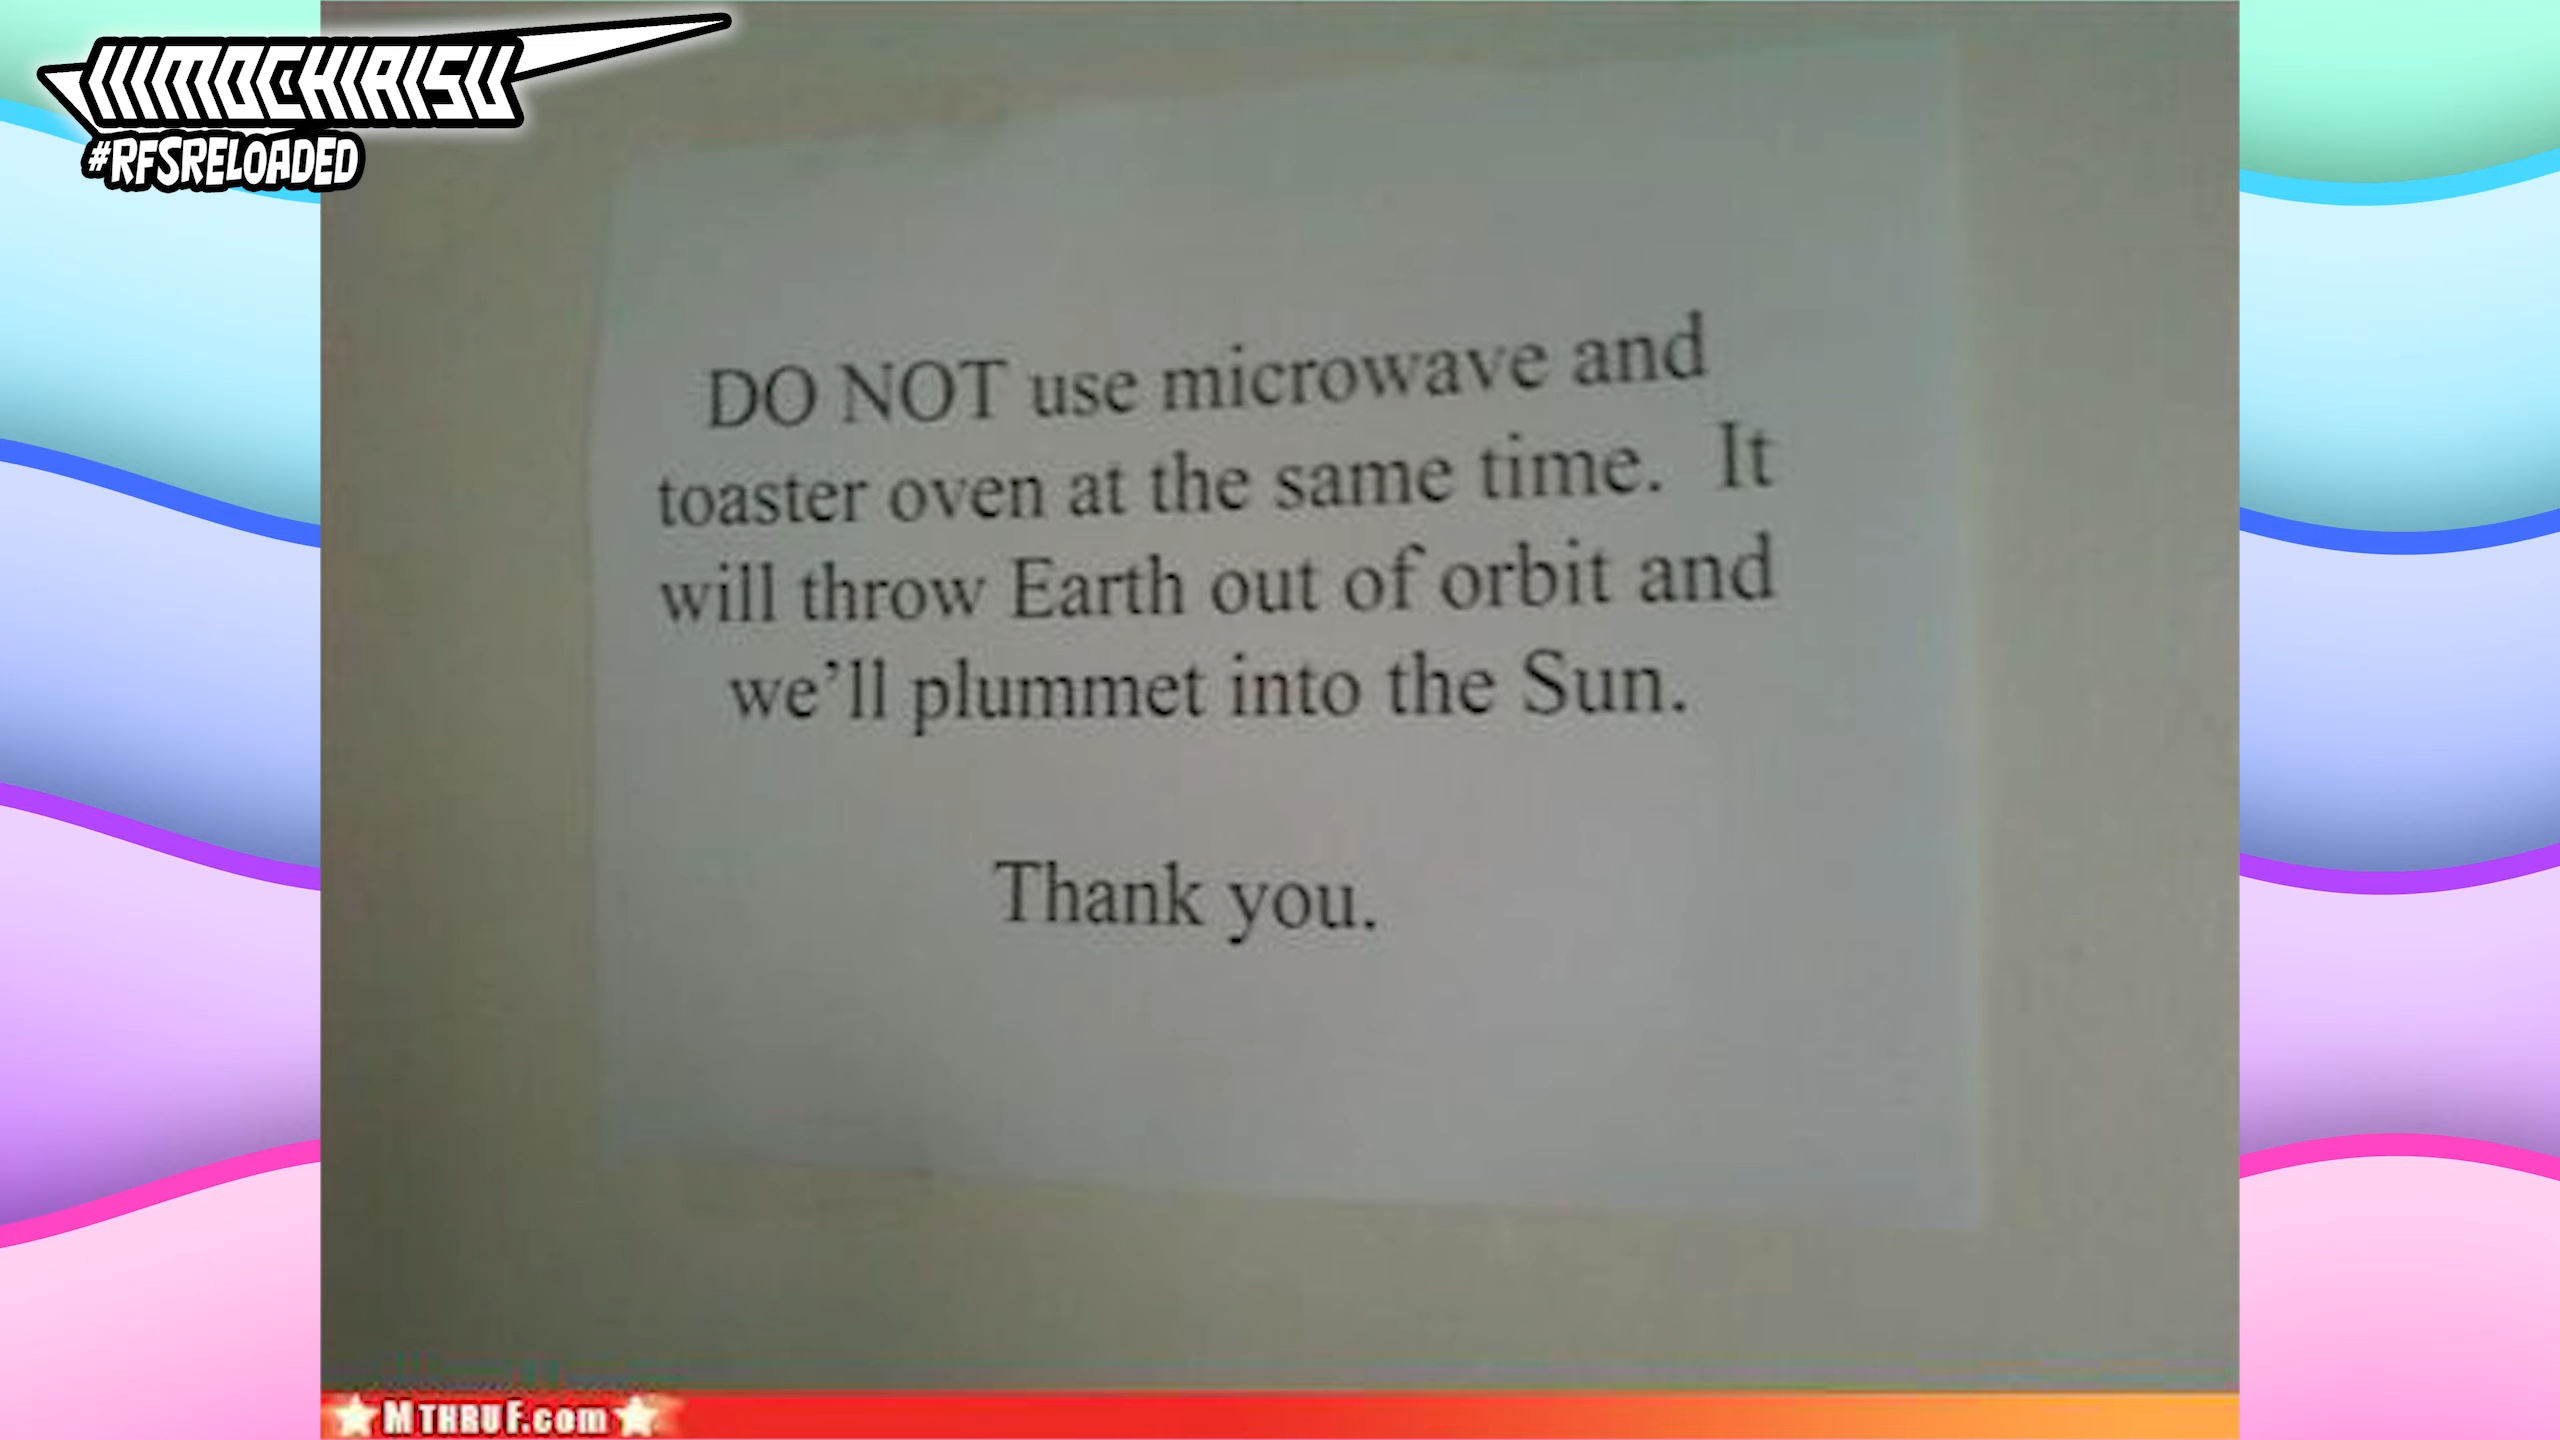 MOCHIAISU
#RFSRELOADED
DO NOT use microwave and
toaster oven at the same time.  It
will throw Earth out of orbit and
we’ll plummet into the Sun.
Thank you.
MTHRUF.com